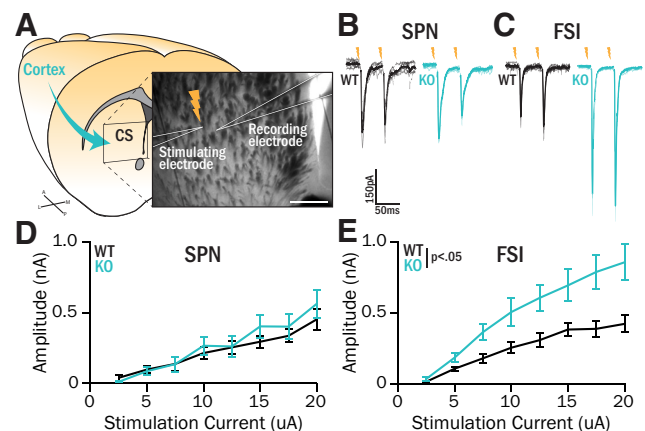 A
Cortex
CS
Stimulating
electrode
Recording
electrode
A
L
M
P
B
SPN
WT
KO
150pA
50ms
C
FSI
WT
KO
D
SPN
WT
KO
Amplitude (nA)
1.0
0.5
0
0
5
10
15
20
Stimulation Current (uA)
E
FSI
WT
KO
p<.05
Amplitude (nA)
1.0
0.5
0
0
5
10
15
20
Stimulation Current (uA)